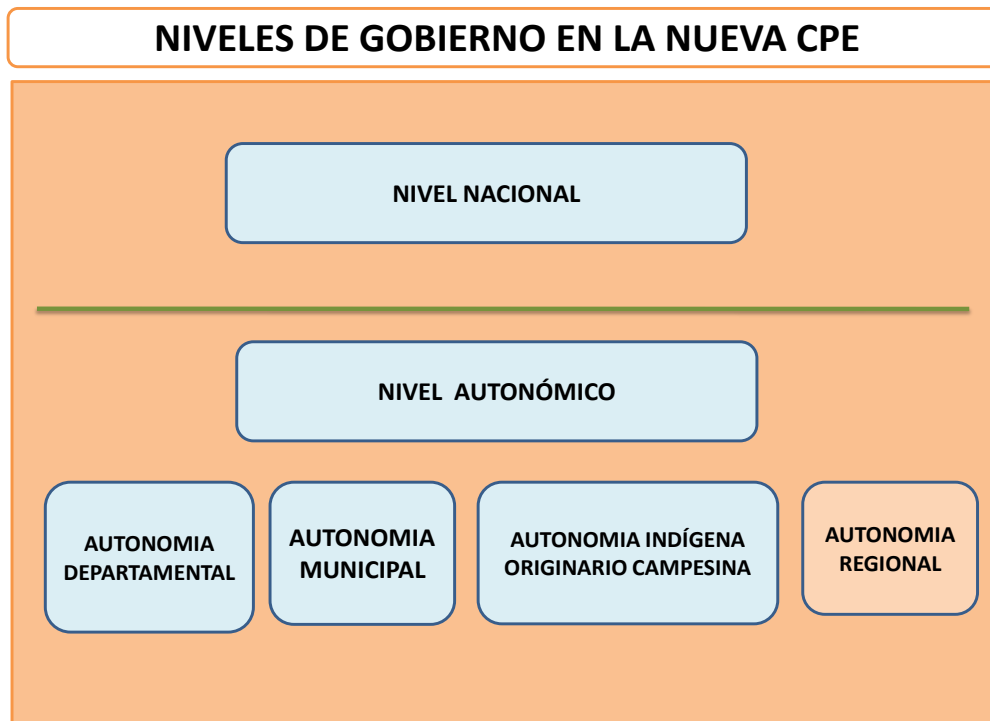 NIVELES DE GOBIERNO EN LA NUEVA CPE
NIVEL NACIONAL
NIVEL AUTONÓMICO
AUTONOMIA
DEPARTAMENTAL
AUTONOMIA
MUNICIPAL
AUTONOMIA INDÍGENA
ORIGINARIO CAMPESINA
AUTONOMIA
REGIONAL